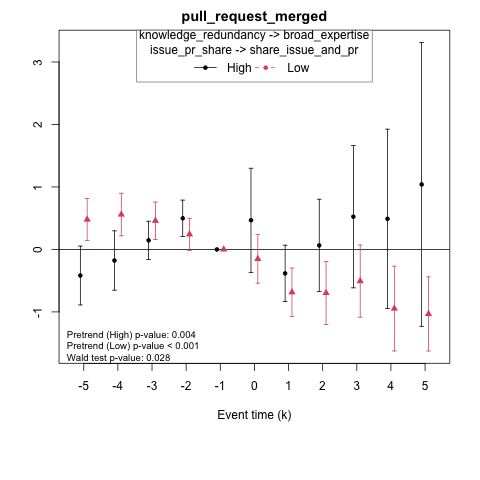 pull_request_merged
knowledge_redundancy -> broad_expertise
issue_pr_share -> share_issue_and_pr
High Low
3
2
1
0
-1
Pretrend (High) p-value: 0.004
Pretrend (Low) p-value < 0.001
Wald test p-value: 0.028
-5 -4 -3 -2 -1 0 1 2 3 4 5
Event time (k)